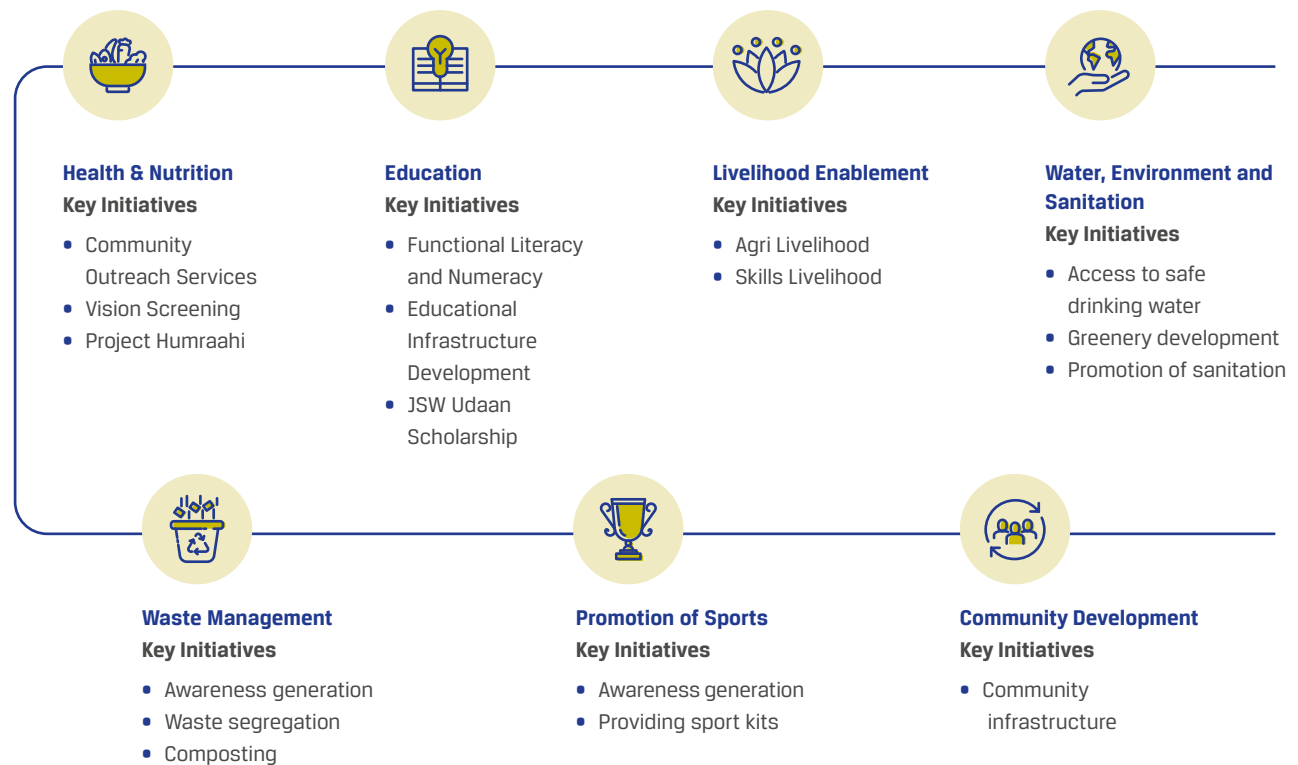 Health & Nutrition
Key Initiatives
• Community
Outreach Services
• Vision Screening
• Project Humraahi
Education
Key Initiatives
• Functional Literacy
and Numeracy
• Educational
Infrastructure
Development
• JSW Udaan
Scholarship
Livelihood Enablement
Key Initiatives
• Agri Livelihood
• Skills Livelihood
Water, Environment and
Sanitation
Key Initiatives
• Access to safe
drinking water
• Greenery development
• Promotion of sanitation
Waste Management
Key Initiatives
• Awareness generation
• Waste segregation
• Composting
Promotion of Sports
Key Initiatives
• Awareness generation
• Providing sport kits
Community Development
Key Initiatives
• Community
infrastructure